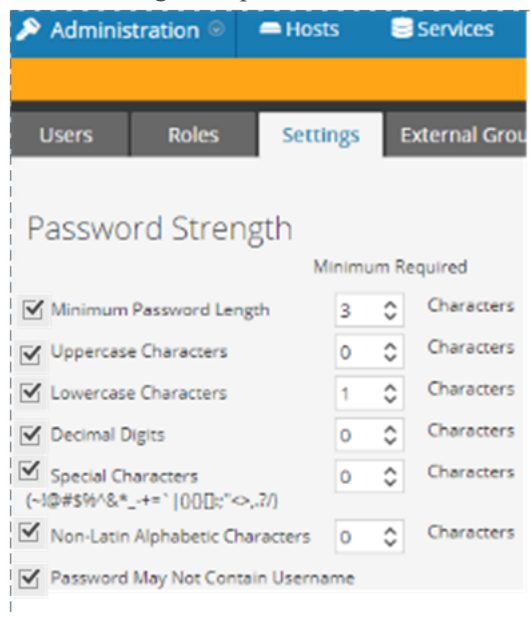 Administration Hosts Services
Users Roles Settings External Grou
Password Strength
Minimum Required
Minimum Password Length 3 Characters
Uppercase Characters 0 Characters
Lowercase Characters 1 Characters
Decimal Digits 0 Characters
Special Characters 0 Characters
(~!@#$%^&*_-+=`|(){}[]:;"<>,.?/)
Non-Latin Alphabetic Characters 0 Characters
Password May Not Contain Username